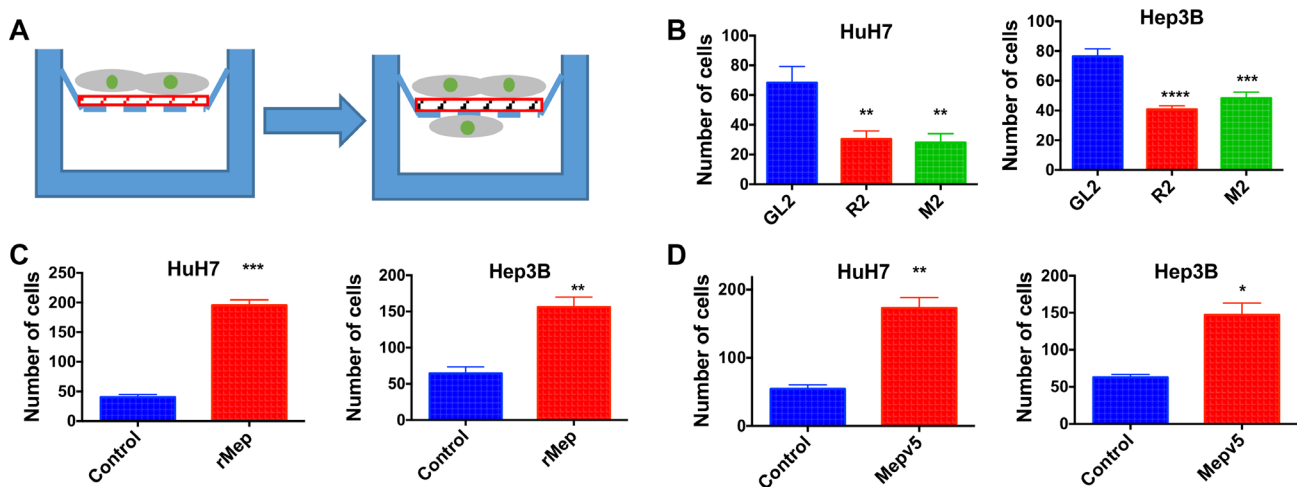 A
B
HuH7
Number of cells
80
60
40
20
0
**
**
GL2
R2
M2
Hep3B
Number of cells
100
80
60
40
20
0
****
***
GL2
R2
M2
C
HuH7
Number of cells
250
200
150
100
50
0
***
Control
rMep
Hep3B
Number of cells
200
150
100
50
0
**
Control
rMep
D
HuH7
Number of cells
200
100
0
**
Control
Mepv5
Hep3B
Number of cells
200
150
100
50
0
*
Control
Mepv5